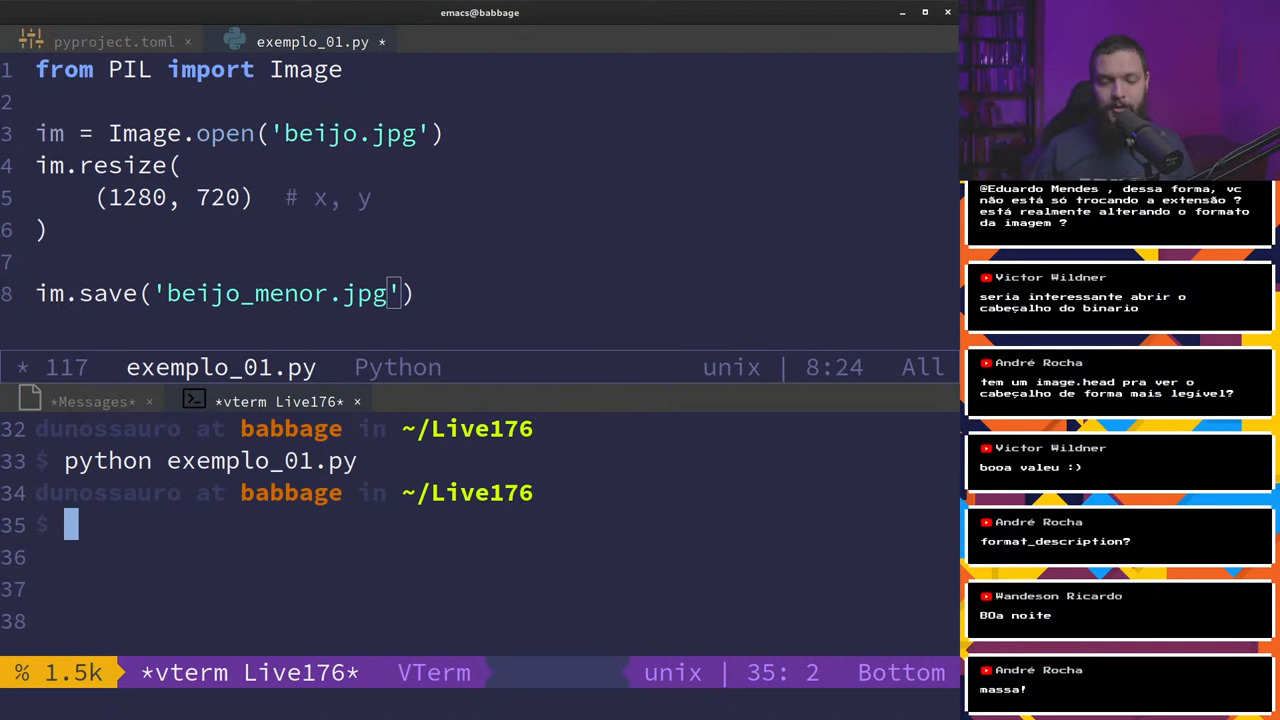 emacs@babbage
pyproject.toml × exemplo_01.py •
1 from PIL import Image
2
3 im = Image.open('beijo.jpg')
4 im.resize(
5 (1280, 720) # x, y
6 )
7
8 im.save('beijo_menor.jpg')
* 117 exemplo_01.py Python unix | 8:24 All
*Messages* × *vterm Live176* ×
32 dunossauro at babbage in ~/Live176
33 $ python exemplo_01.py
34 dunossauro at babbage in ~/Live176
35 $
36
37
38
% 1.5k *vterm Live176* VTerm unix | 35: 2 Bottom
@Eduardo Mendes , dessa forma, vc
não está só trocando a extensão ?
está realmente alterando o formato
da imagem ?
Victor Wildner
seria interessante abrir o
cabeçalho do binario
André Rocha
tem um image.head pra ver o
cabeçalho de forma mais legivel?
Victor Wildner
booa valeu :)
André Rocha
format_description?
Wandeson Ricardo
BOa noite
André Rocha
massa!